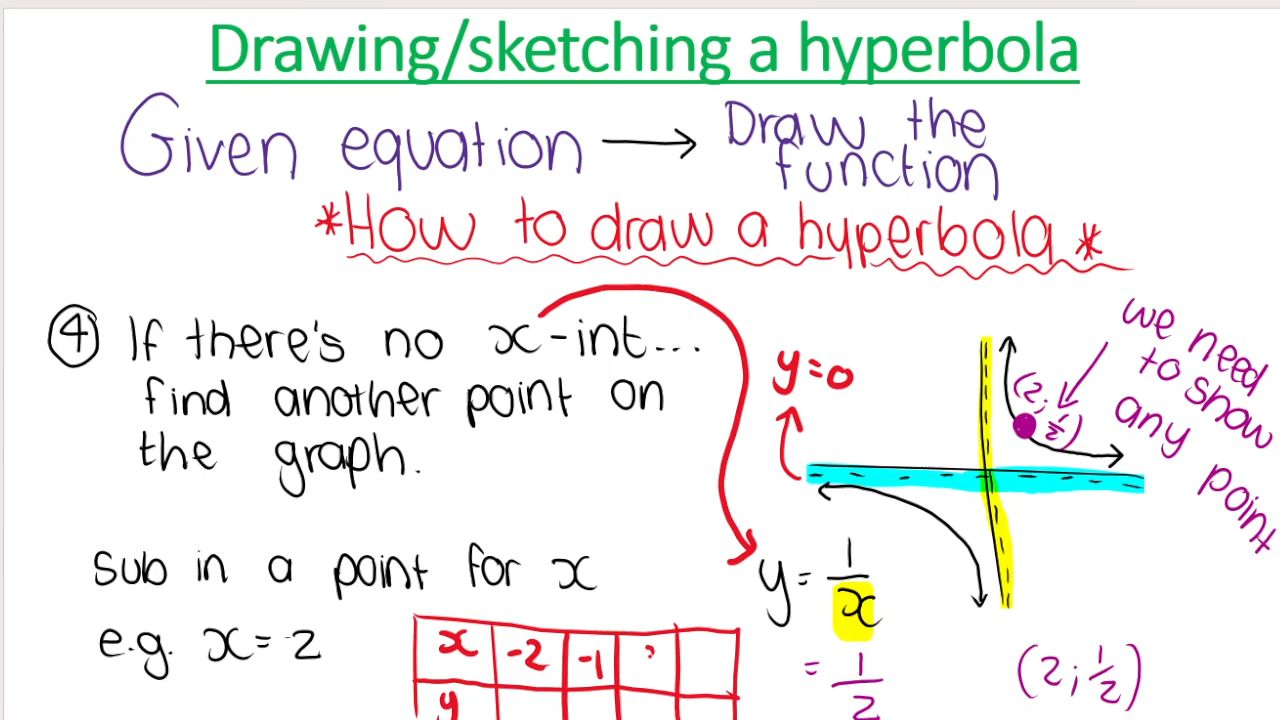 Drawing/sketching a hyperbola
Given equation → Draw the
function
*How to draw a hyperbola*
④ If there's no x-int...
find another point on
the graph.
y=0
(2; 1/2)
we need
to show
any point
sub in a point for x
e.g. x=2
y = 1/x
= 1/2
(2; 1/2)
x -2 -1
y